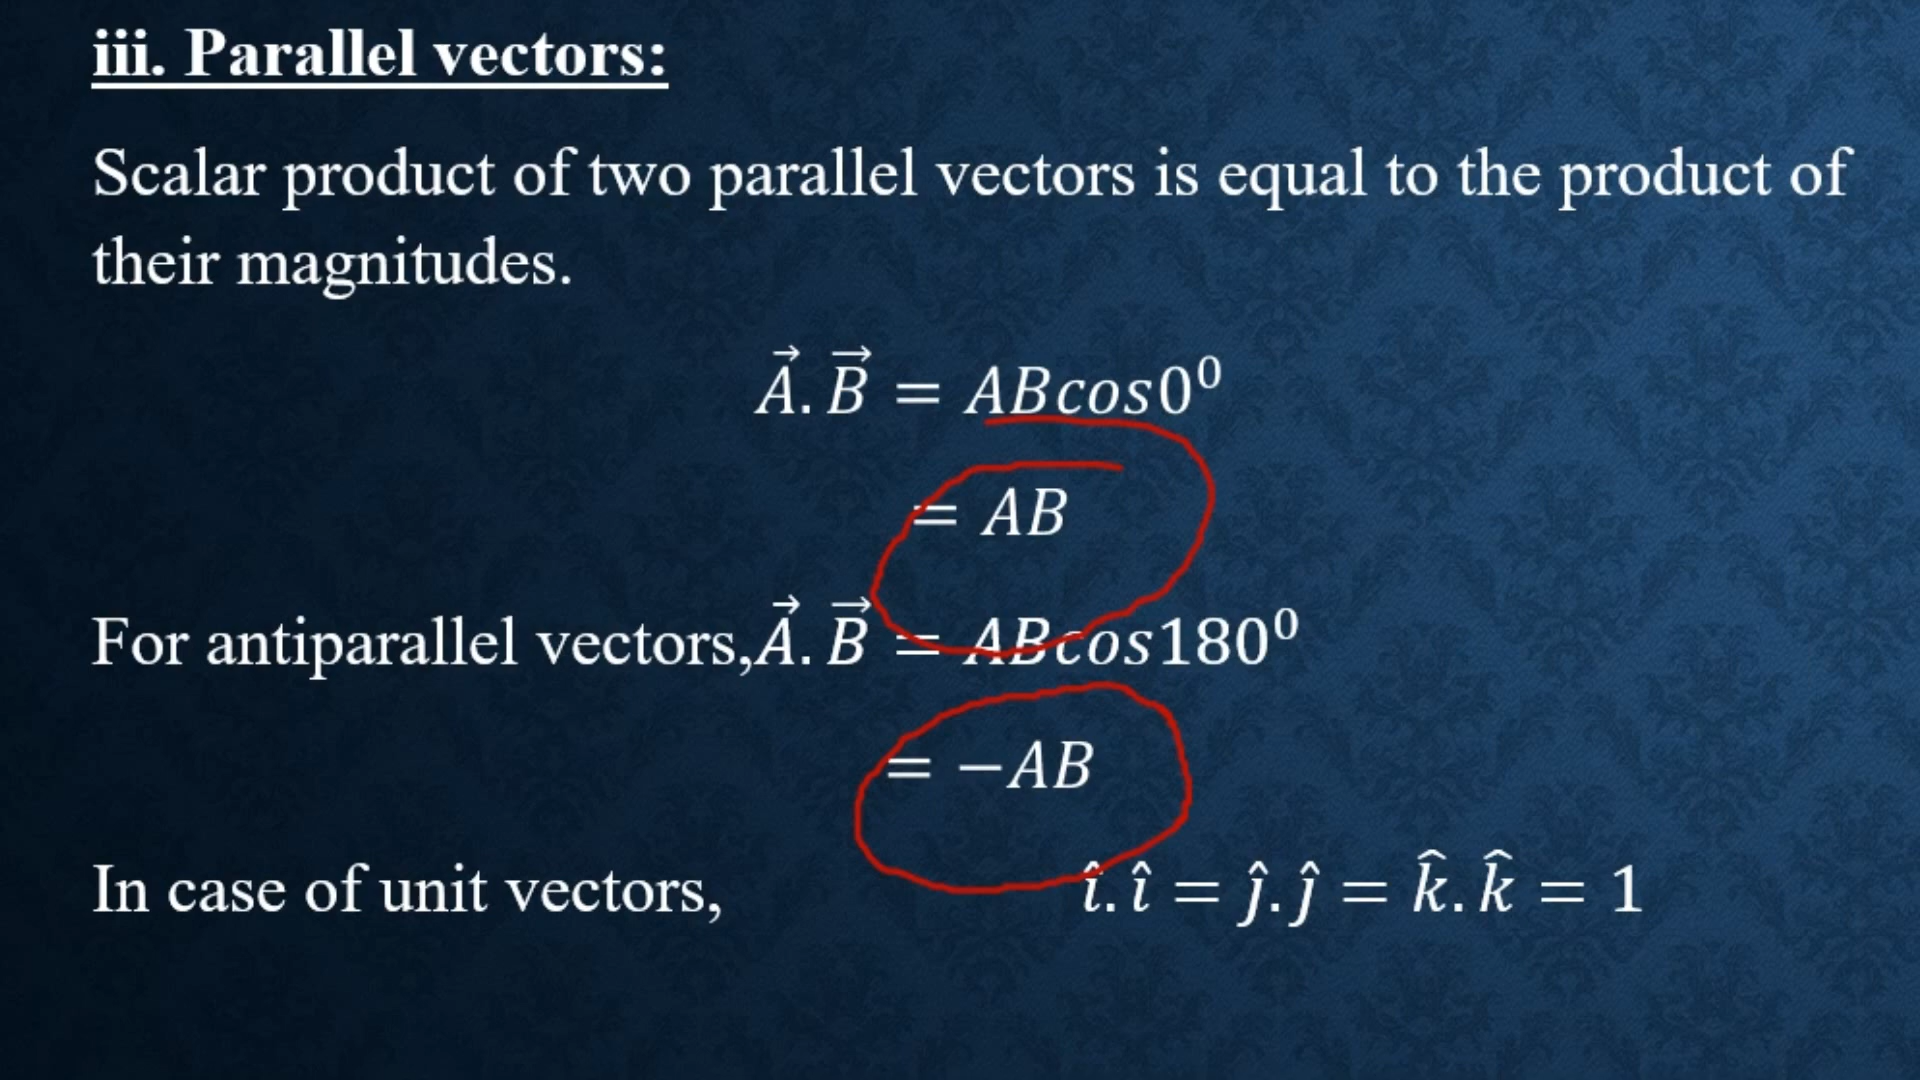 iii. Parallel vectors:
Scalar product of two parallel vectors is equal to the product of
their magnitudes.
A⃗. B⃗ = ABcos0⁰
= AB
For antiparallel vectors,A⃗. B⃗ = ABcos180⁰
= −AB
In case of unit vectors, î. î = ĵ. ĵ = k̂. k̂ = 1